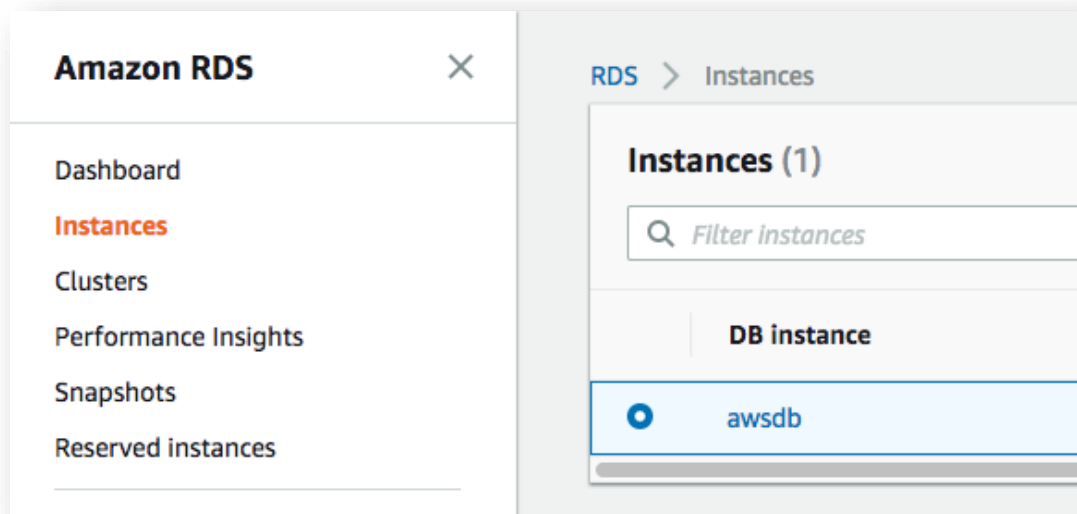 Amazon RDS
Dashboard
Instances
Clusters
Performance Insights
Snapshots
Reserved instances
RDS > Instances
Instances (1)
Filter instances
DB instance
awsdb